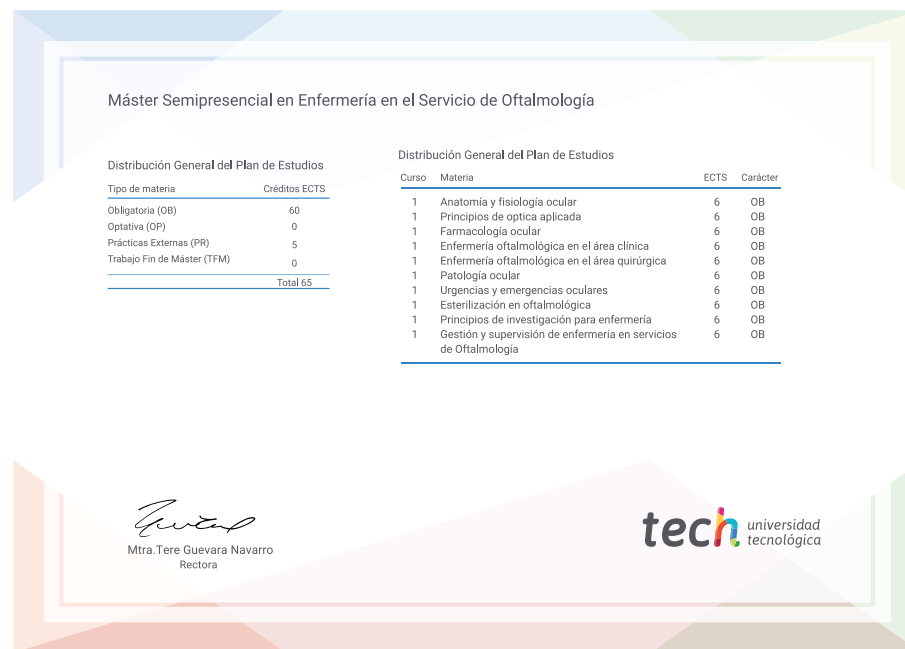 Máster Semipresencial en Enfermería en el Servicio de Oftalmología
Distribución General del Plan de Estudios
Tipo de materia Créditos ECTS
Obligatoria (OB) 60
Optativa (OP) 0
Prácticas Externas (PR) 5
Trabajo Fin de Máster (TFM) 0
Total 65
Distribución General del Plan de Estudios
Curso Materia ECTS Carácter
1 Anatomía y fisiología ocular 6 OB
1 Principios de optica aplicada 6 OB
1 Farmacología ocular 6 OB
1 Enfermería oftalmológica en el área clínica 6 OB
1 Enfermería oftalmológica en el área quirúrgica 6 OB
1 Patología ocular 6 OB
1 Urgencias y emergencias oculares 6 OB
1 Esterilización en oftalmológica 6 OB
1 Principios de investigación para enfermería 6 OB
1 Gestión y supervisión de enfermería en servicios 6 OB
de Oftalmología
Mtra.Tere Guevara Navarro
Rectora
tech universidad
tecnológica